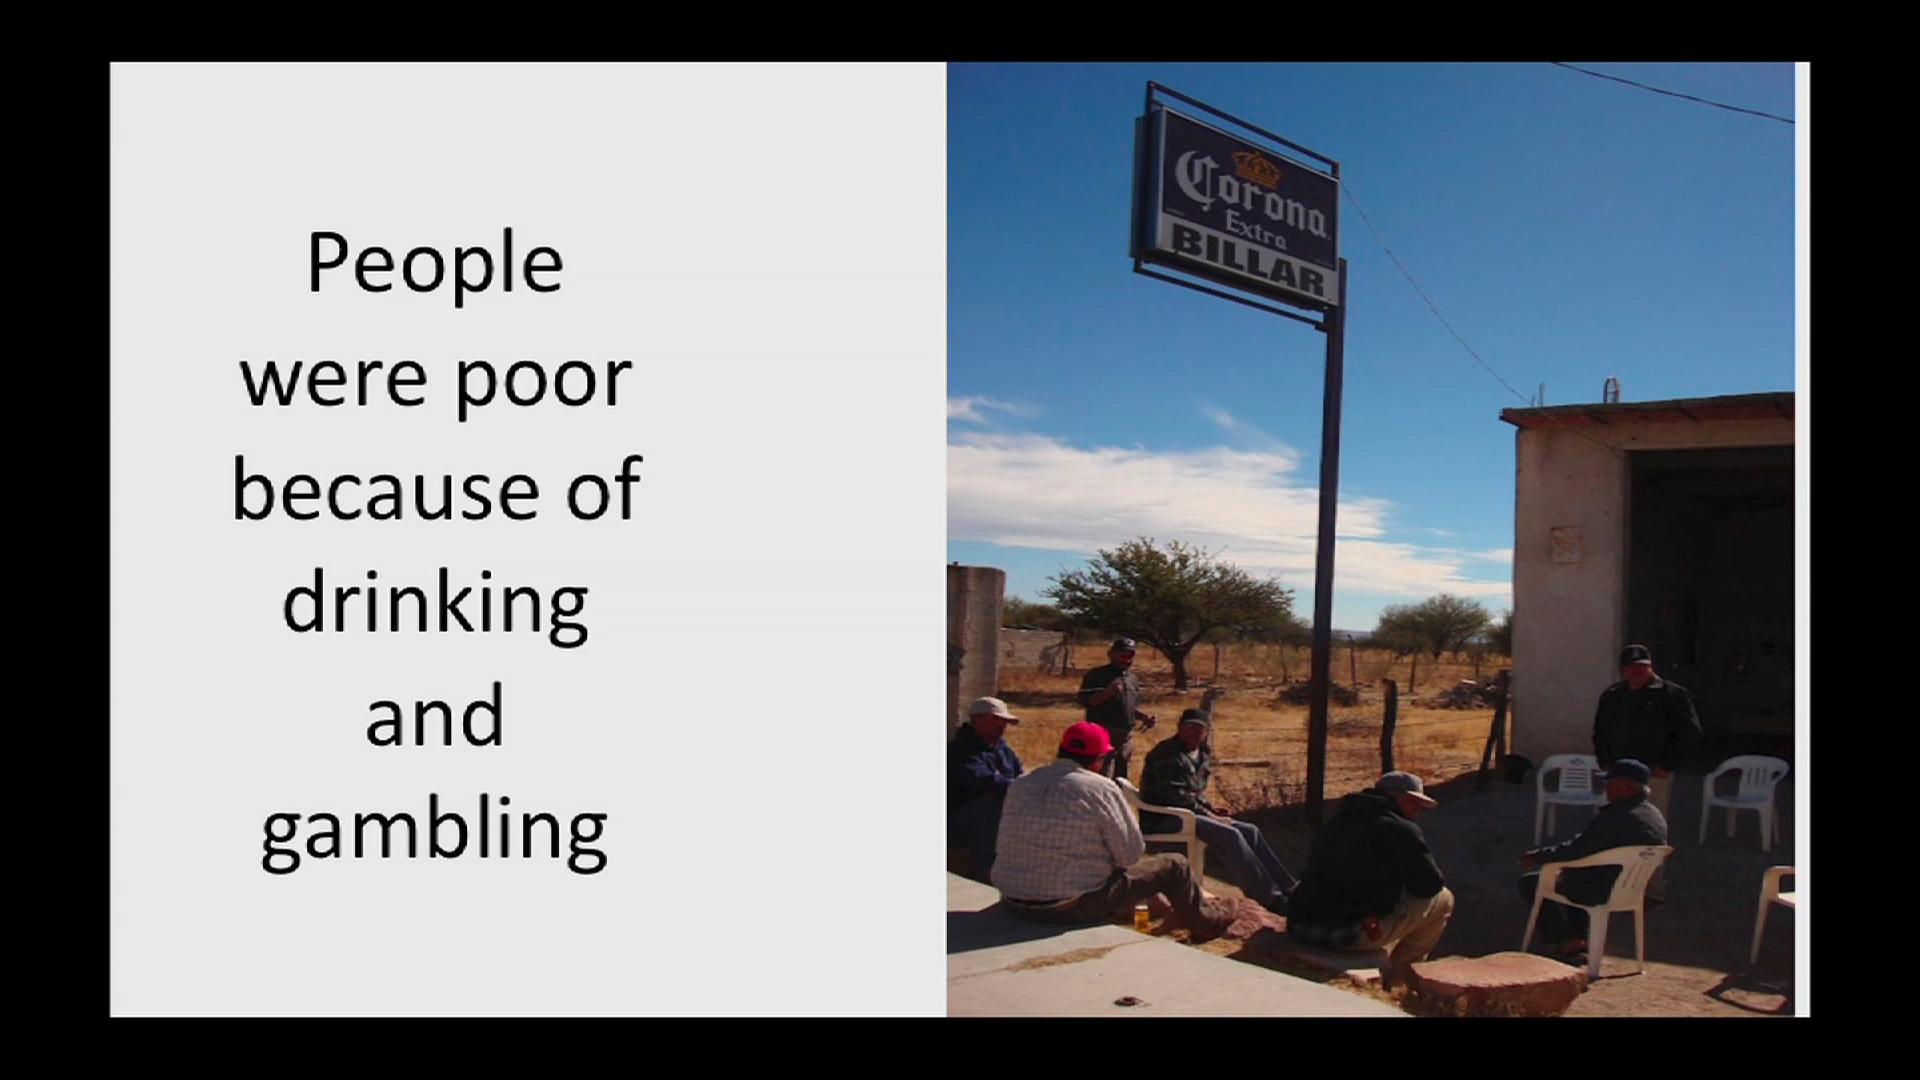 People
were poor
because of
drinking
and
gambling
Corona
Extra
BILLAR